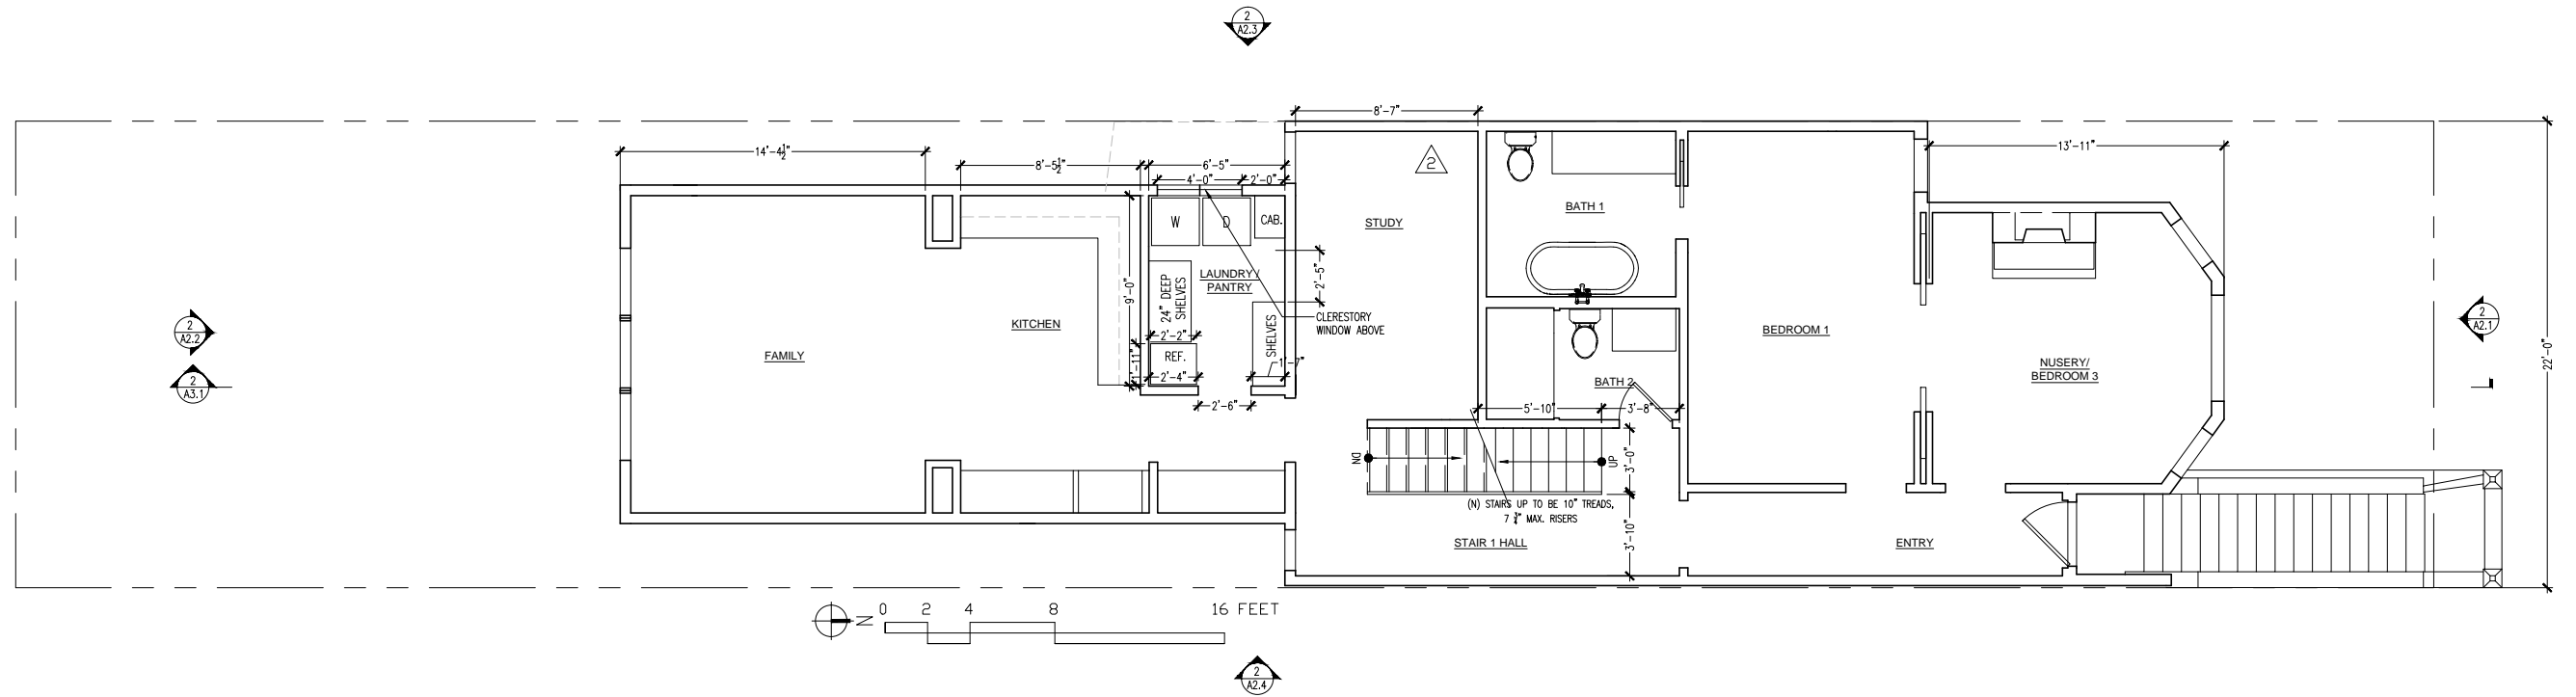 2
A2.3
8'-7"
14'-4½"
8'-5½"
6'-5"
13'-11"
4'-0"
2'-0"
2
W
D
CAB.
BATH 1
STUDY
LAUNDRY /
PANTRY
2'-5"
9'-0"
24" DEEP
SHELVES
CLERESTORY
WINDOW ABOVE
KITCHEN
FAMILY
2'-2"
REF.
SHELVES
1'-7"
1'-11"
2'-4"
2'-6"
BEDROOM 1
NUSERY/
BEDROOM 3
BATH 2
5'-10"
3'-8"
2
A2.2
2
A3.1
2
A2.1
22'-0"
DN
UP
3'-0"
(N) STAIRS UP TO BE 10" TREADS,
7 ¾" MAX. RISERS
3'-10"
STAIR 1 HALL
ENTRY
N
0 2 4 8 16 FEET
2
A2.4